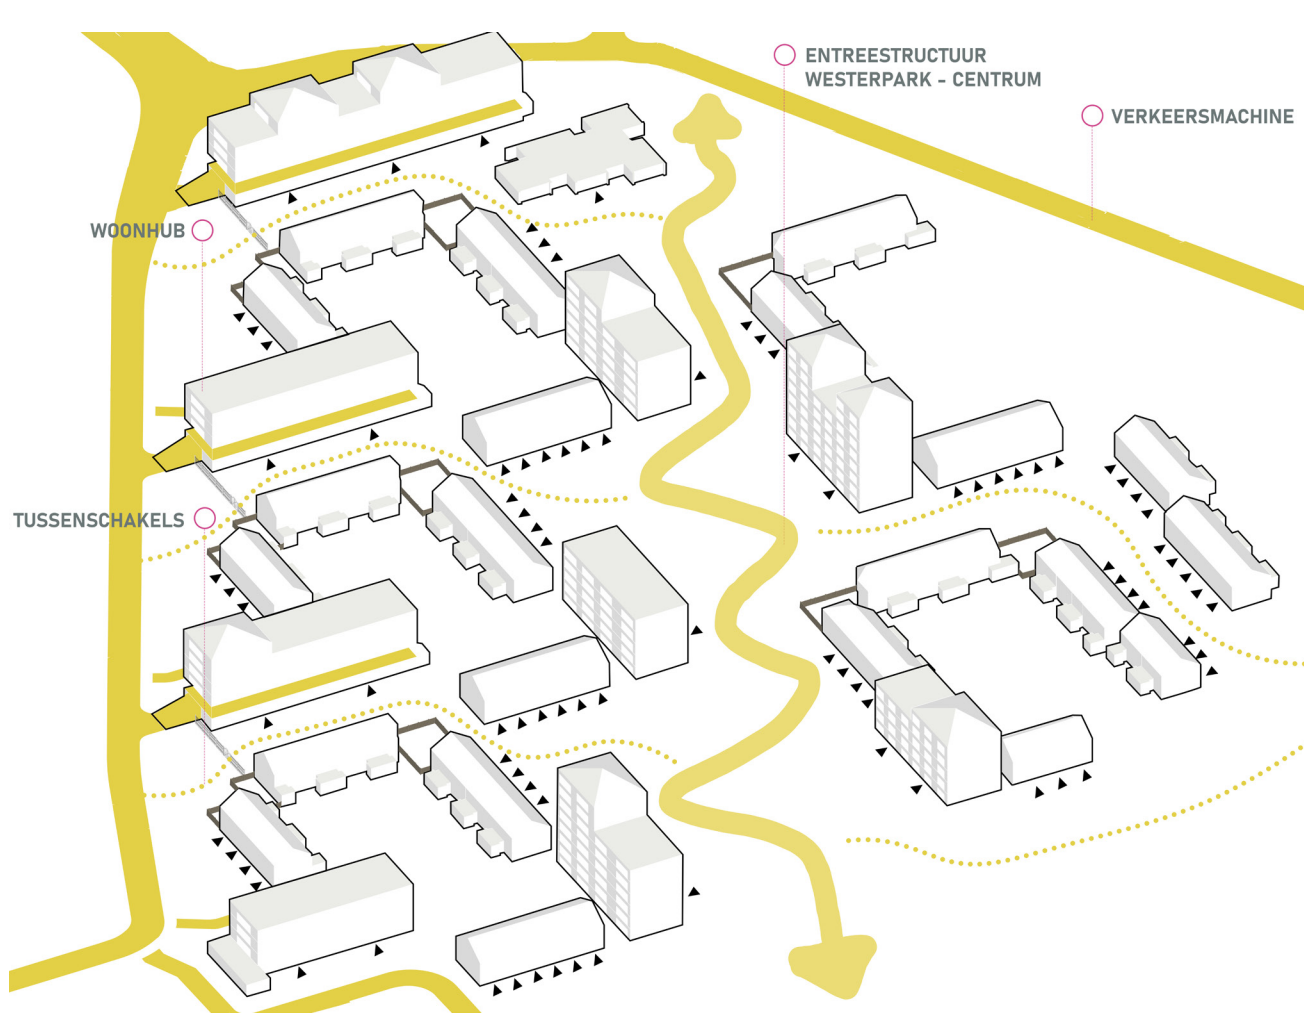 ENTREESTRUCTUUR
WESTERPARK - CENTRUM
VERKEERSMACHINE
WOONHUB
TUSSENSCHAKELS